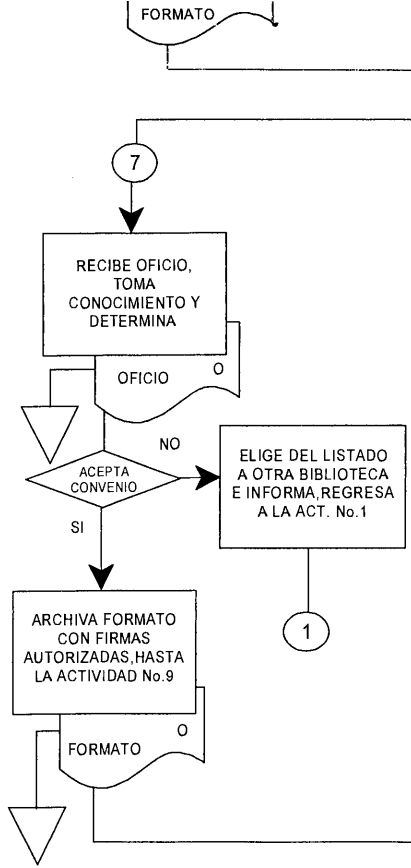 FORMATO
7
RECIBE OFICIO,
TOMA
CONOCIMIENTO Y
DETERMINA
OFICIO O
NO
ACEPTA
CONVENIO
SI
ELIGE DEL LISTADO
A OTRA BIBLIOTECA
E INFORMA,REGRESA
A LA ACT. No.1
1
ARCHIVA FORMATO
CON FIRMAS
AUTORIZADAS,HASTA
LA ACTIVIDAD No.9
FORMATO O